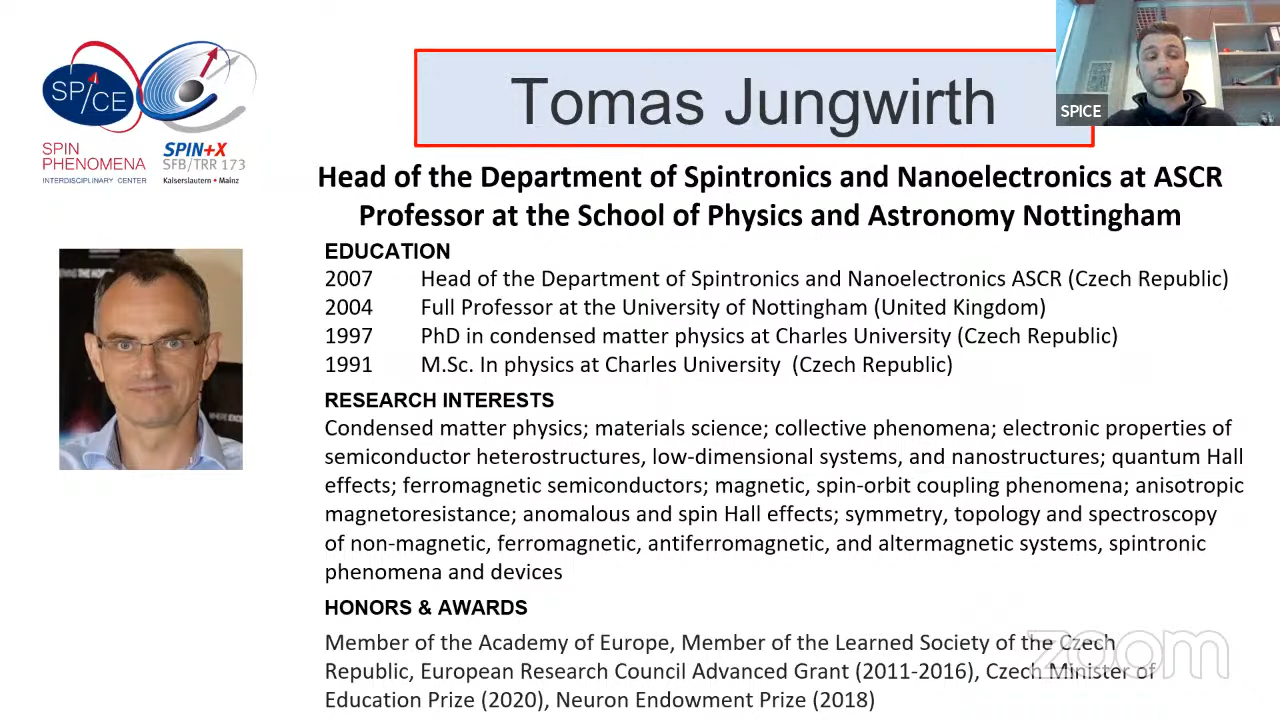 SPICE
SPIN
PHENOMENA
INTERDISCIPLINARY CENTER
SPIN+X
SFB/TRR 173
Kaiserslautern • Mainz
Tomas Jungwirth
SPICE
Head of the Department of Spintronics and Nanoelectronics at ASCR
Professor at the School of Physics and Astronomy Nottingham
EDUCATION
2007 Head of the Department of Spintronics and Nanoelectronics ASCR (Czech Republic)
2004 Full Professor at the University of Nottingham (United Kingdom)
1997 PhD in condensed matter physics at Charles University (Czech Republic)
1991 M.Sc. In physics at Charles University (Czech Republic)
RESEARCH INTERESTS
Condensed matter physics; materials science; collective phenomena; electronic properties of
semiconductor heterostructures, low-dimensional systems, and nanostructures; quantum Hall
effects; ferromagnetic semiconductors; magnetic, spin-orbit coupling phenomena; anisotropic
magnetoresistance; anomalous and spin Hall effects; symmetry, topology and spectroscopy
of non-magnetic, ferromagnetic, antiferromagnetic, and altermagnetic systems, spintronic
phenomena and devices
HONORS & AWARDS
Member of the Academy of Europe, Member of the Learned Society of the Czech
Republic, European Research Council Advanced Grant (2011-2016), Czech Minister of
Education Prize (2020), Neuron Endowment Prize (2018)
zoom